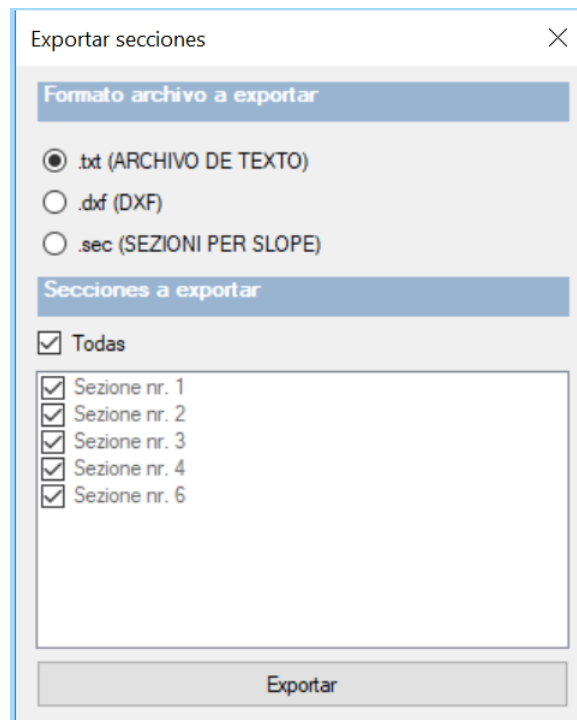 Exportar secciones
Formato archivo a exportar
.txt (ARCHIVO DE TEXTO)
.dxf (DXF)
.sec (SEZIONI PER SLOPE)
Secciones a exportar
Todas
Sezione nr. 1
Sezione nr. 2
Sezione nr. 3
Sezione nr. 4
Sezione nr. 6
Exportar